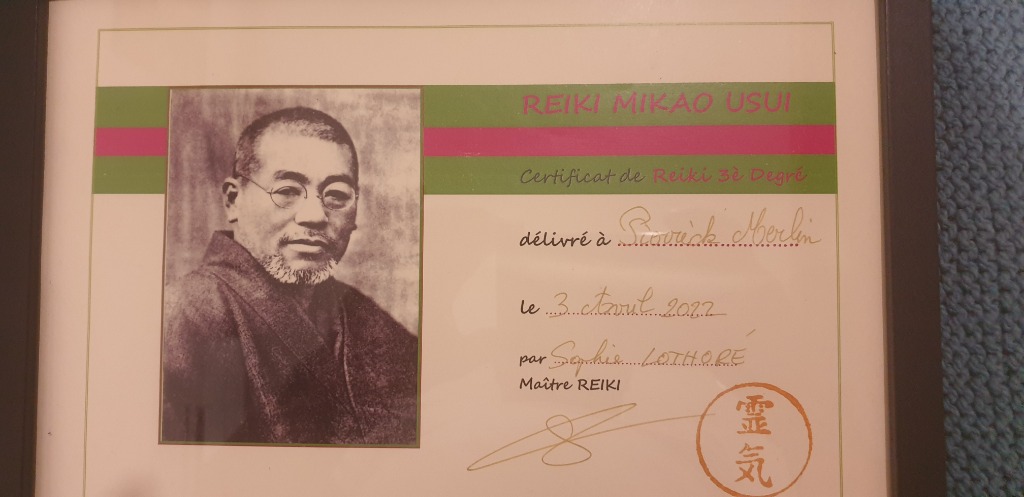 REIKI MIKAO USUI
Certificat de Reiki 3è Degré
délivré à Pierrick Merlin
le 3 Avril 2022
par Sophie LOTHORÉ
Maître REIKI
靈
気